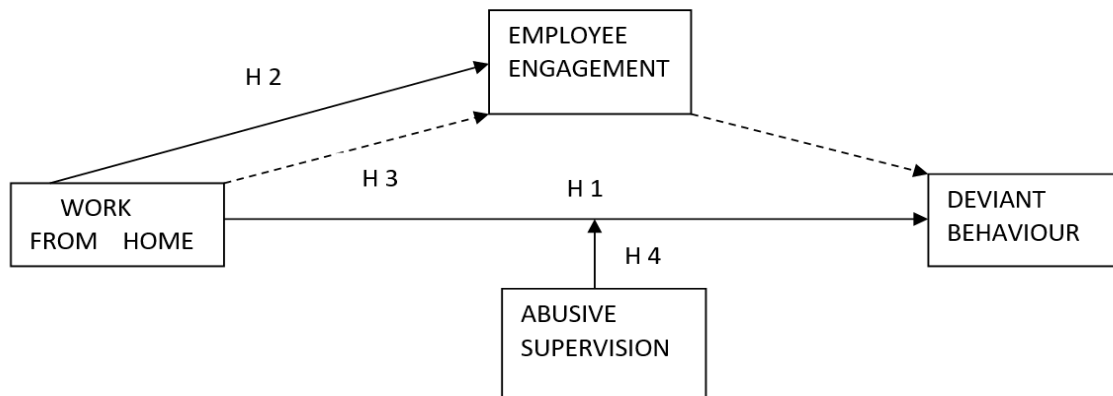 EMPLOYEE
ENGAGEMENT
H 2
H 3
H 1
WORK
FROM HOME
DEVIANT
BEHAVIOUR
H 4
ABUSIVE
SUPERVISION